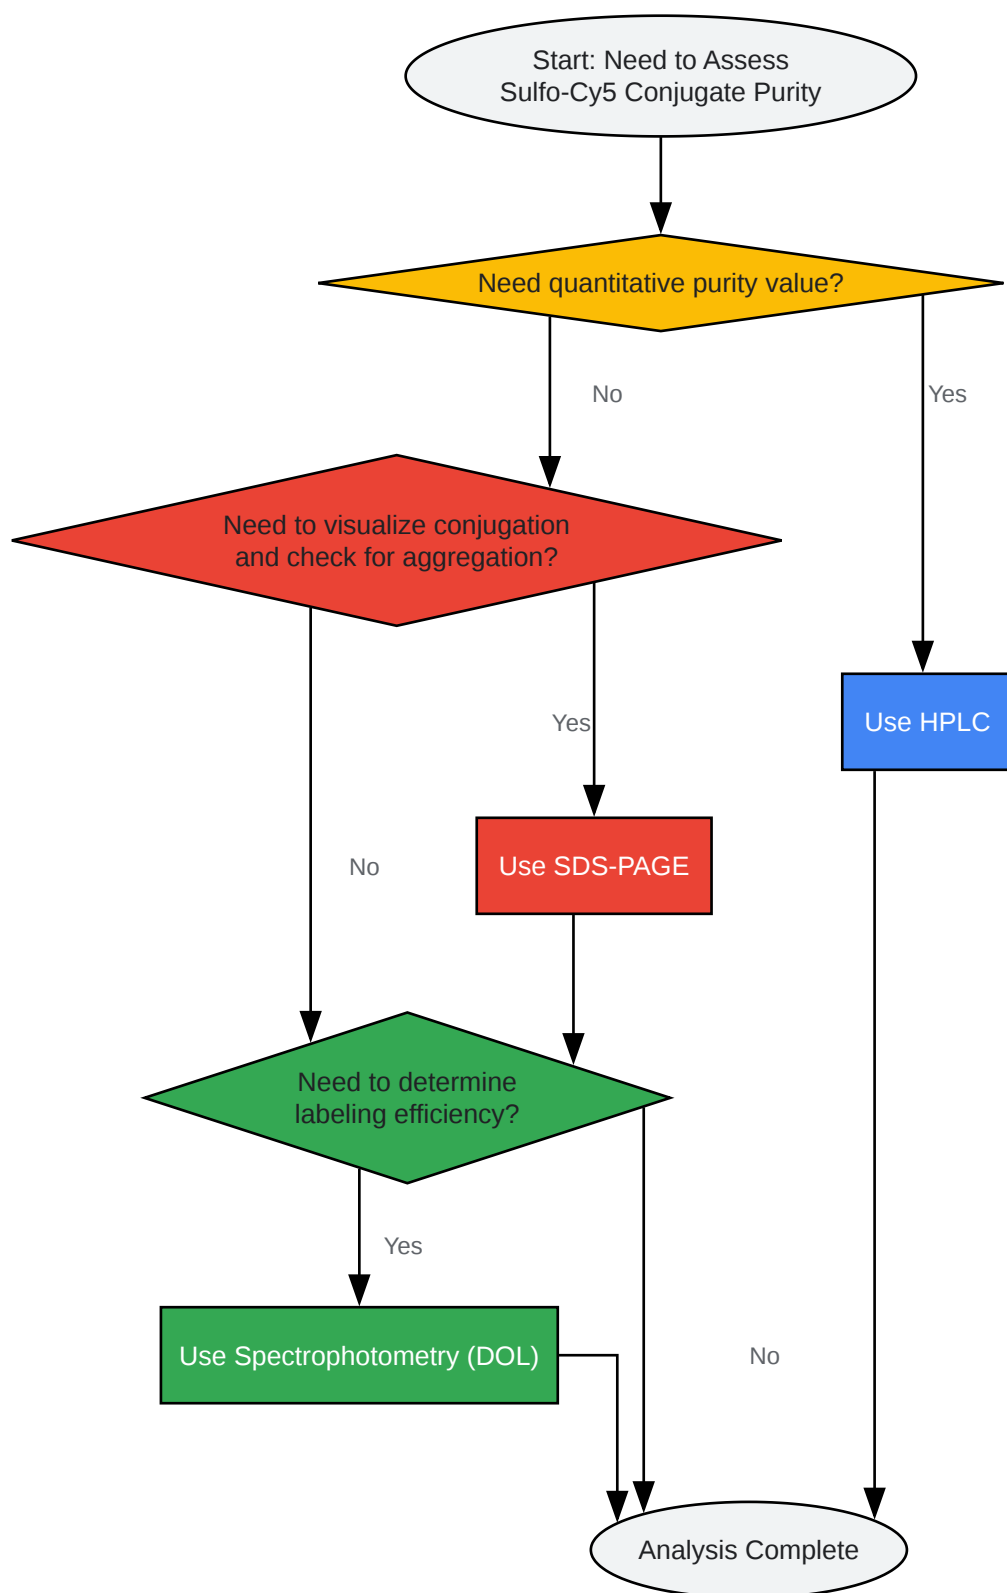 Start: Need to Assess
Sulfo-Cy5 Conjugate Purity
Need quantitative purity value?
No
Yes
Need to visualize conjugation
and check for aggregation?
Yes
Use HPLC
No
Use SDS-PAGE
Need to determine
labeling efficiency?
Yes
Use Spectrophotometry (DOL)
No
Analysis Complete